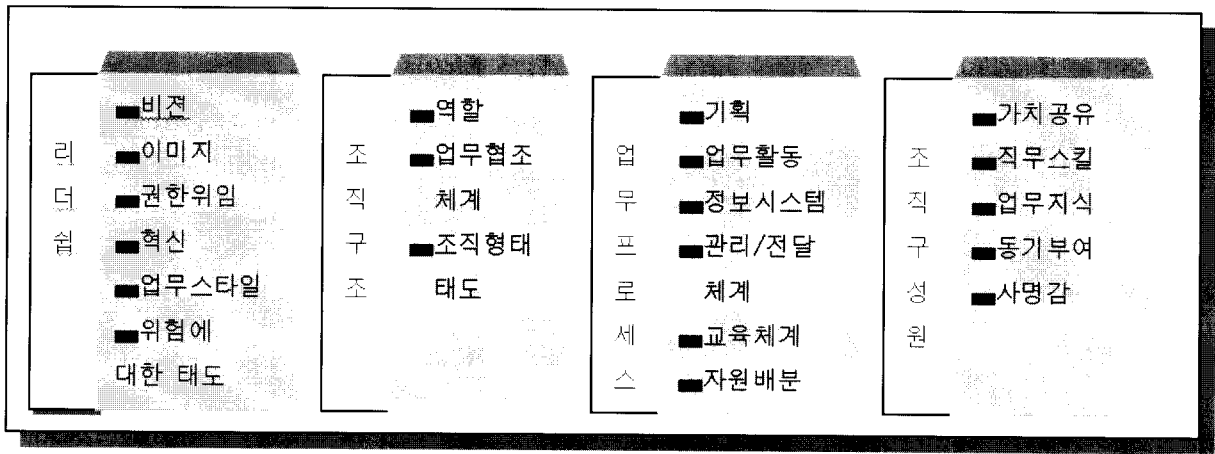 리더쉽
■비젼
■이미지
■권한위임
■혁신
■업무스타일
■위험에
대한 태도
조직구조
■역할
■업무협조
체계
■조직형태
태도
업무프로세스
■기획
■업무활동
■정보시스템
■관리/전달
체계
■교육체계
■자원배분
조직구성원
■가치공유
■직무스킬
■업무지식
■동기부여
■사명감